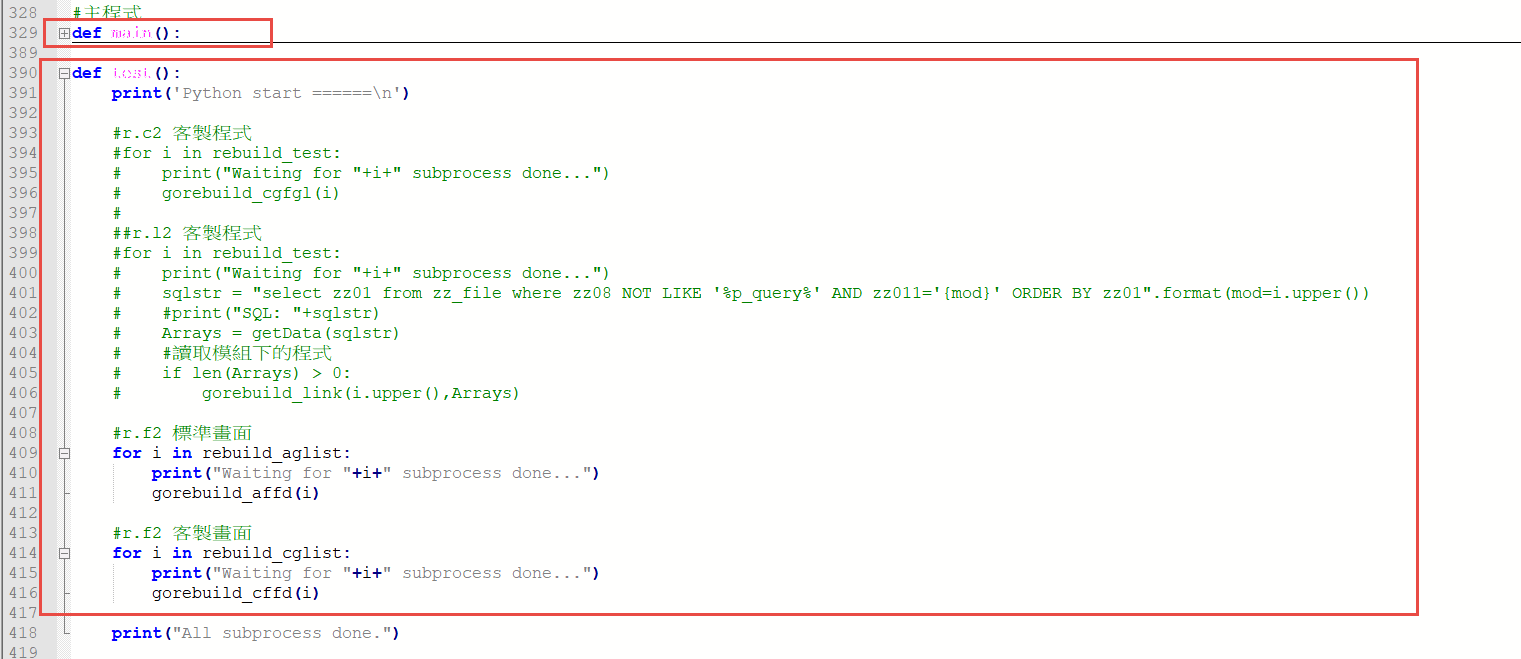 328 #主程式
329 def main():
389
390 def test():
391 print('Python start ======\n')
392
393 #r.c2 客製程式
394 #for i in rebuild_test:
395 # print("Waiting for "+i+" subprocess done...")
396 # gorebuild_cgfgl(i)
397 #
398 ##r.l2 客製程式
399 #for i in rebuild_test:
400 # print("Waiting for "+i+" subprocess done...")
401 # sqlstr = "select zz01 from zz_file where zz08 NOT LIKE '%p_query%' AND zz011='{mod}' ORDER BY zz01".format(mod=i.upper())
402 # #print("SQL: "+sqlstr)
403 # Arrays = getData(sqlstr)
404 # #讀取模組下的程式
405 # if len(Arrays) > 0:
406 # gorebuild_link(i.upper(),Arrays)
407
408 #r.f2 標準畫面
409 for i in rebuild_aglist:
410 print("Waiting for "+i+" subprocess done...")
411 gorebuild_affd(i)
412
413 #r.f2 客製畫面
414 for i in rebuild_cglist:
415 print("Waiting for "+i+" subprocess done...")
416 gorebuild_cffd(i)
417
418 print("All subprocess done.")
419